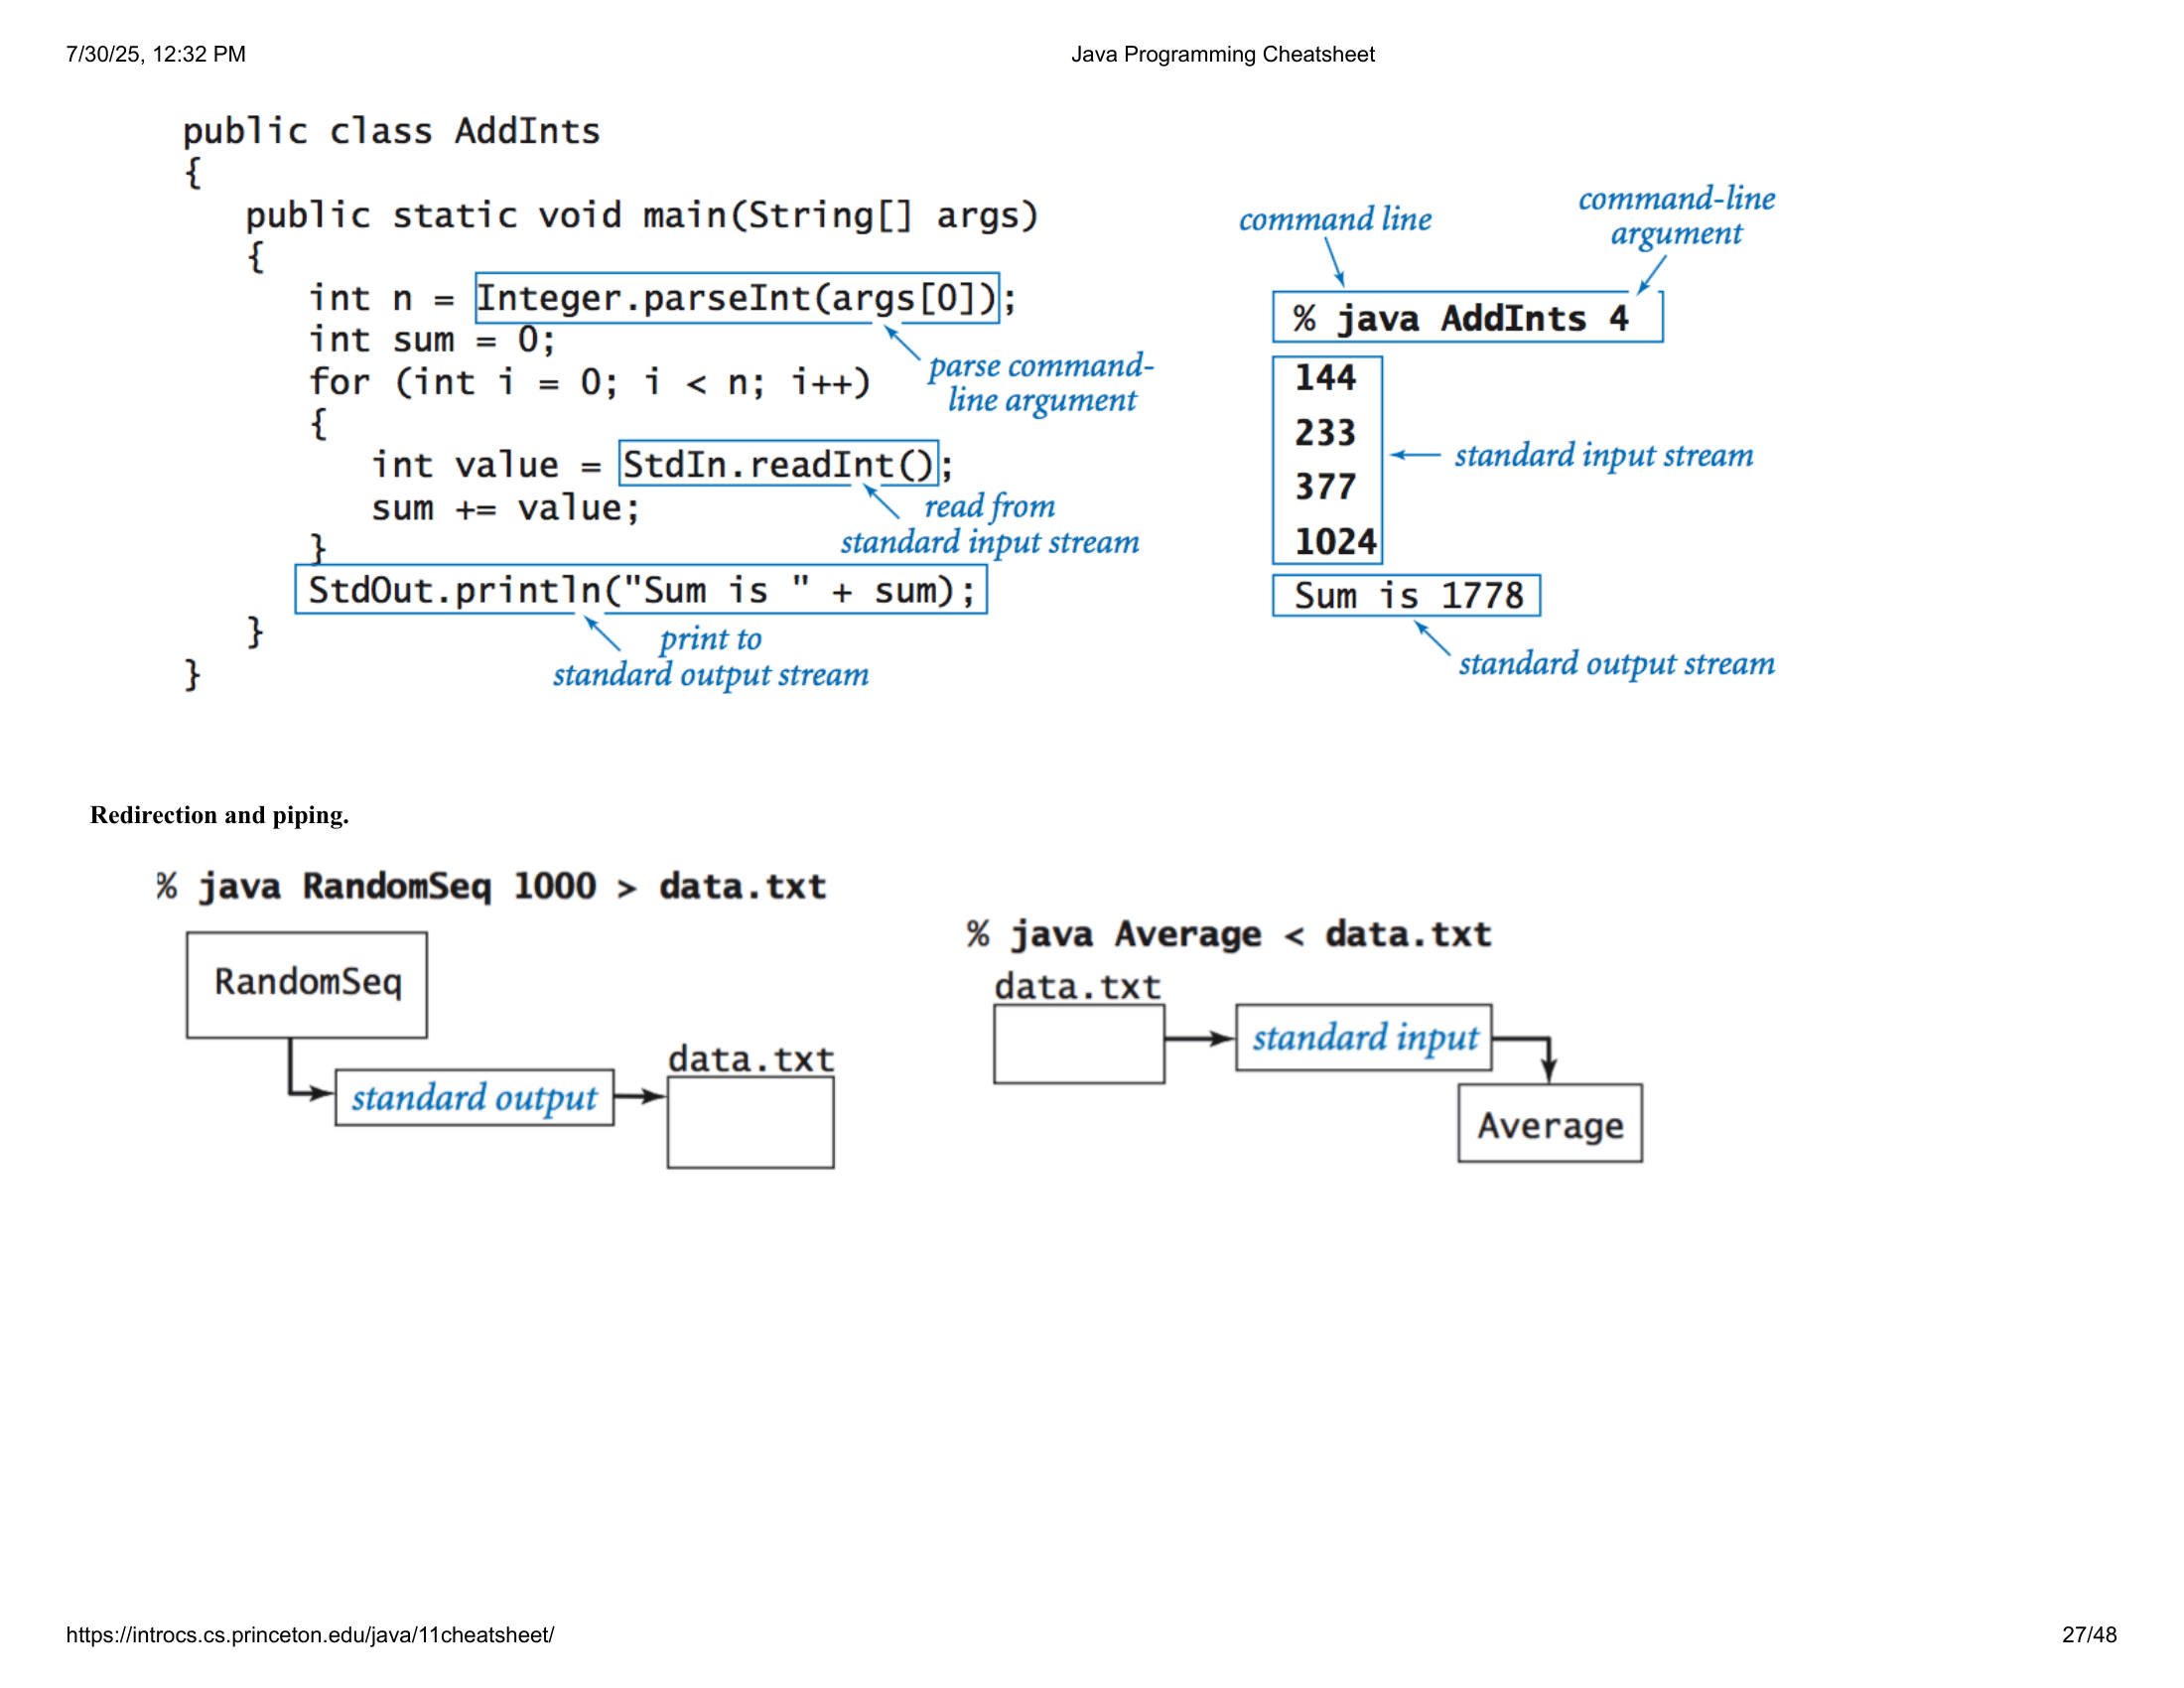 7/30/25, 12:32 PM
Java Programming Cheatsheet
public class AddInts
{
public static void main(String[] args)
{
int n = Integer.parseInt(args[0]);
int sum = 0;
for (int i = 0; i < n; i++)
{
int value = StdIn.readInt();
sum += value;
}
StdOut.println("Sum is " + sum);
}
}
parse command-
line argument
read from
standard input stream
print to
standard output stream
command line
command-line
argument
% java AddInts 4
144
233
377
1024
standard input stream
Sum is 1778
standard output stream
Redirection and piping.
% java RandomSeq 1000 > data.txt
RandomSeq
standard output
data.txt
% java Average < data.txt
data.txt
standard input
Average
https://introcs.cs.princeton.edu/java/11cheatsheet/
27/48